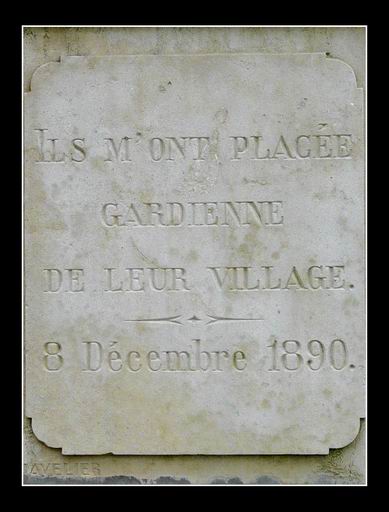 ILS M'ONT PLACÉE
GARDIENNE
DE LEUR VILLAGE.
8 Décembre 1890.